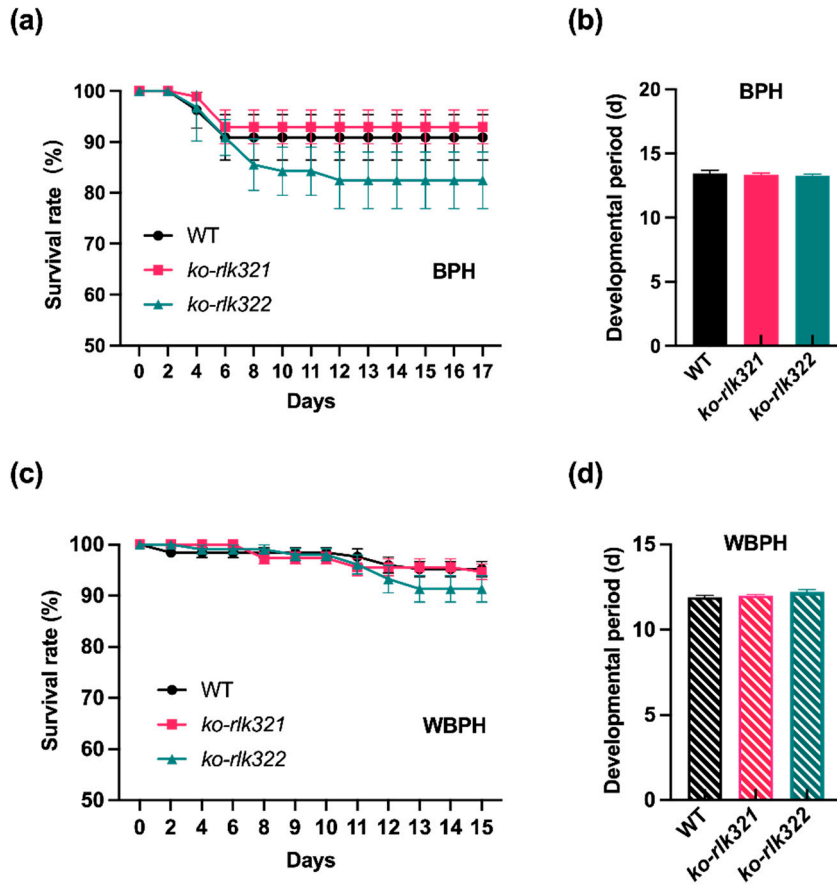 (a)
Survival rate (%)
100
90
80
70
60
50
WT
ko-rlk321
ko-rlk322
BPH
0 2 4 6 8 10 11 12 13 14 15 16 17
Days
(b)
BPH
Developmental period (d)
20
15
10
5
0
WT
ko-rlk321
ko-rlk322
(c)
Survival rate (%)
100
90
80
70
60
50
WT
ko-rlk321
ko-rlk322
WBPH
0 2 4 6 8 9 10 11 12 13 14 15
Days
(d)
WBPH
Developmental period (d)
15
10
5
0
WT
ko-rlk321
ko-rlk322